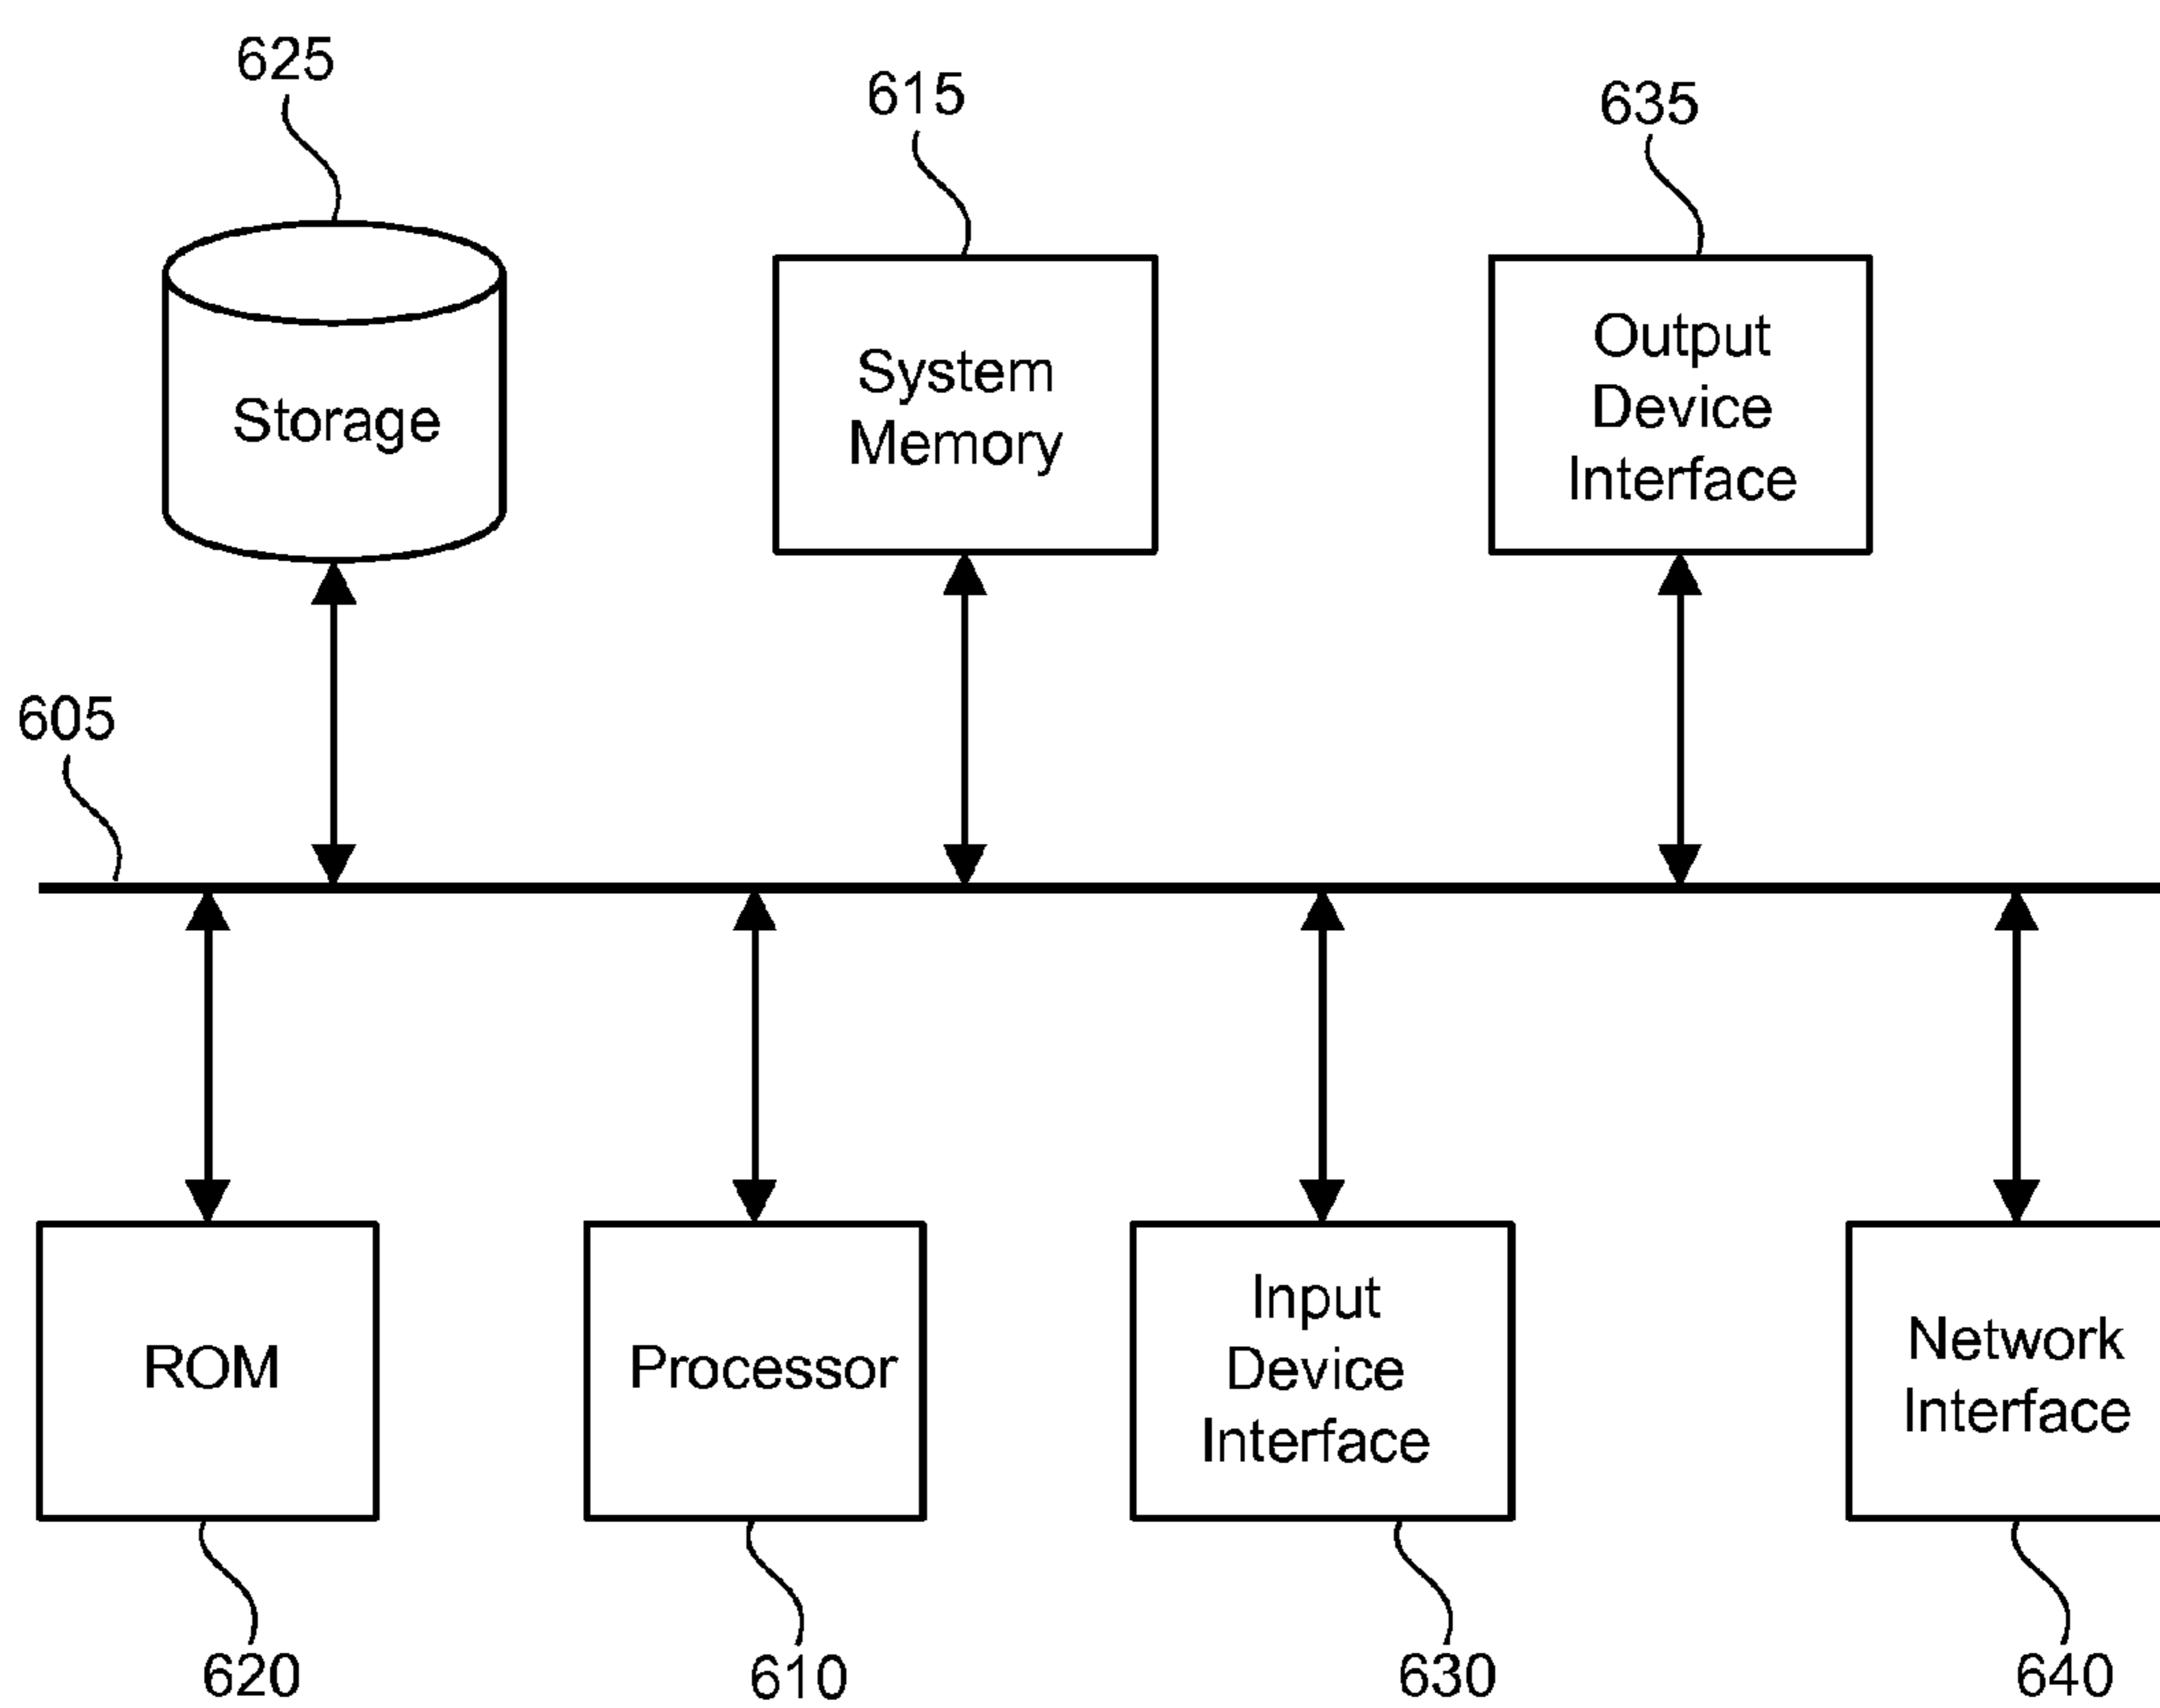 625
615
635
Storage
System
Memory
Output
Device
Interface
605
ROM
Processor
Input
Device
Interface
Network
Interface
620
610
630
640